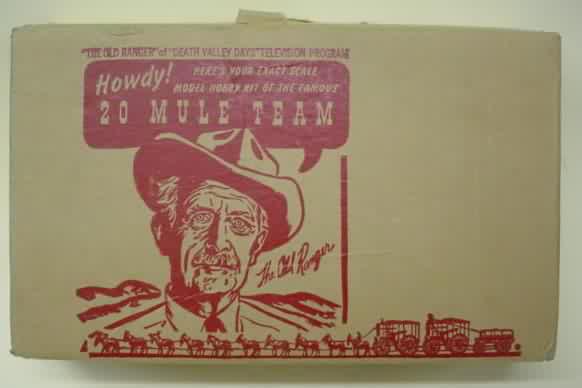 "THE OLD RANGER" of "DEATH VALLEY DAYS" TELEVISION PROGRAM
Howdy! HERE'S YOUR EXACT SCALE
MODEL HOBBY KIT OF THE FAMOUS
20 MULE TEAM
The Old Ranger